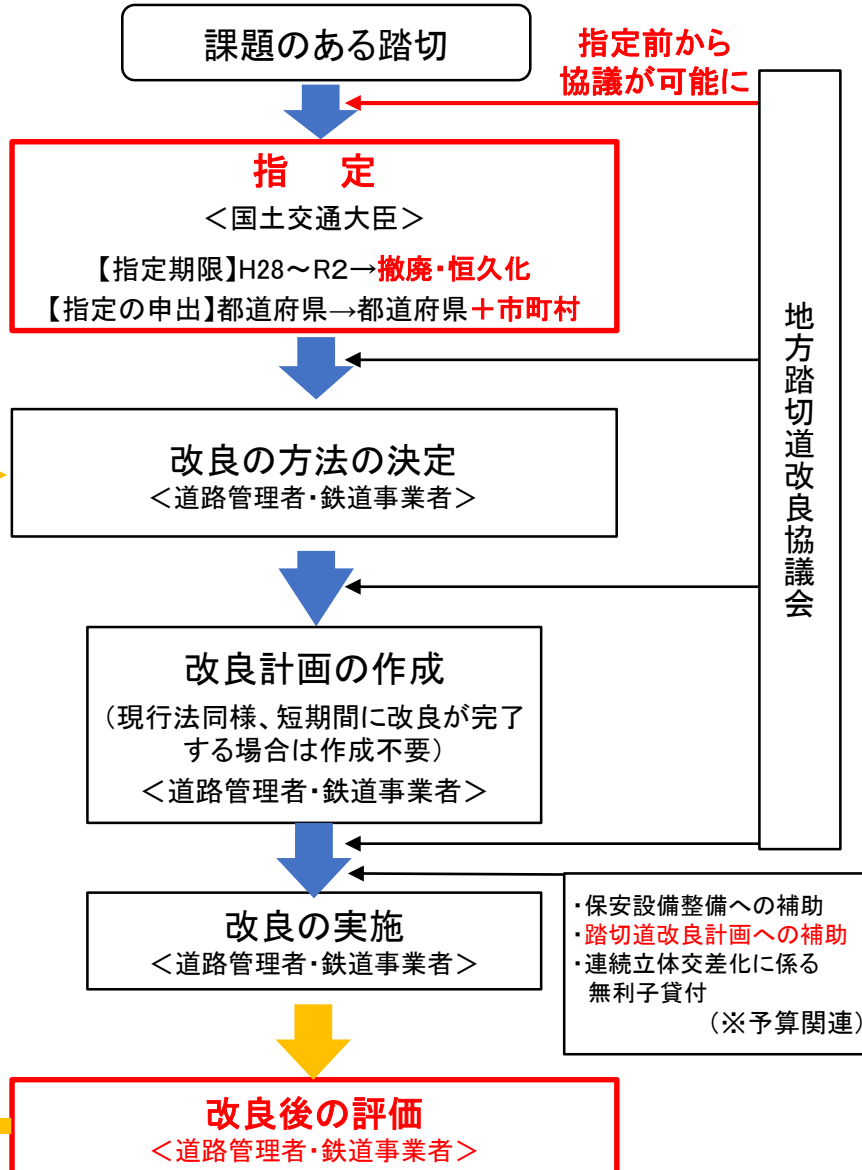 課題のある踏切
指定前から
協議が可能に
指　定
＜国土交通大臣＞
【指定期限】H28～R2→撤廃・恒久化
【指定の申出】都道府県→都道府県＋市町村
地方踏切道改良協議会
改良の方法の決定
＜道路管理者・鉄道事業者＞
改良計画の作成
（現行法同様、短期間に改良が完了
する場合は作成不要）
＜道路管理者・鉄道事業者＞
改良の実施
＜道路管理者・鉄道事業者＞
・保安設備整備への補助
・踏切道改良計画への補助
・連続立体交差化に係る
無利子貸付
（※予算関連）
改良後の評価
＜道路管理者・鉄道事業者＞